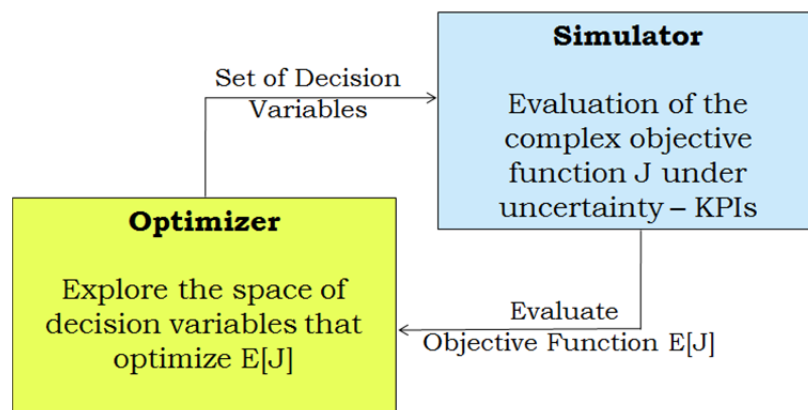 Simulator
Evaluation of the
complex objective
function J under
uncertainty – KPIs
Set of Decision
Variables
Optimizer
Explore the space of
decision variables that
optimize E[J]
Evaluate
Objective Function E[J]